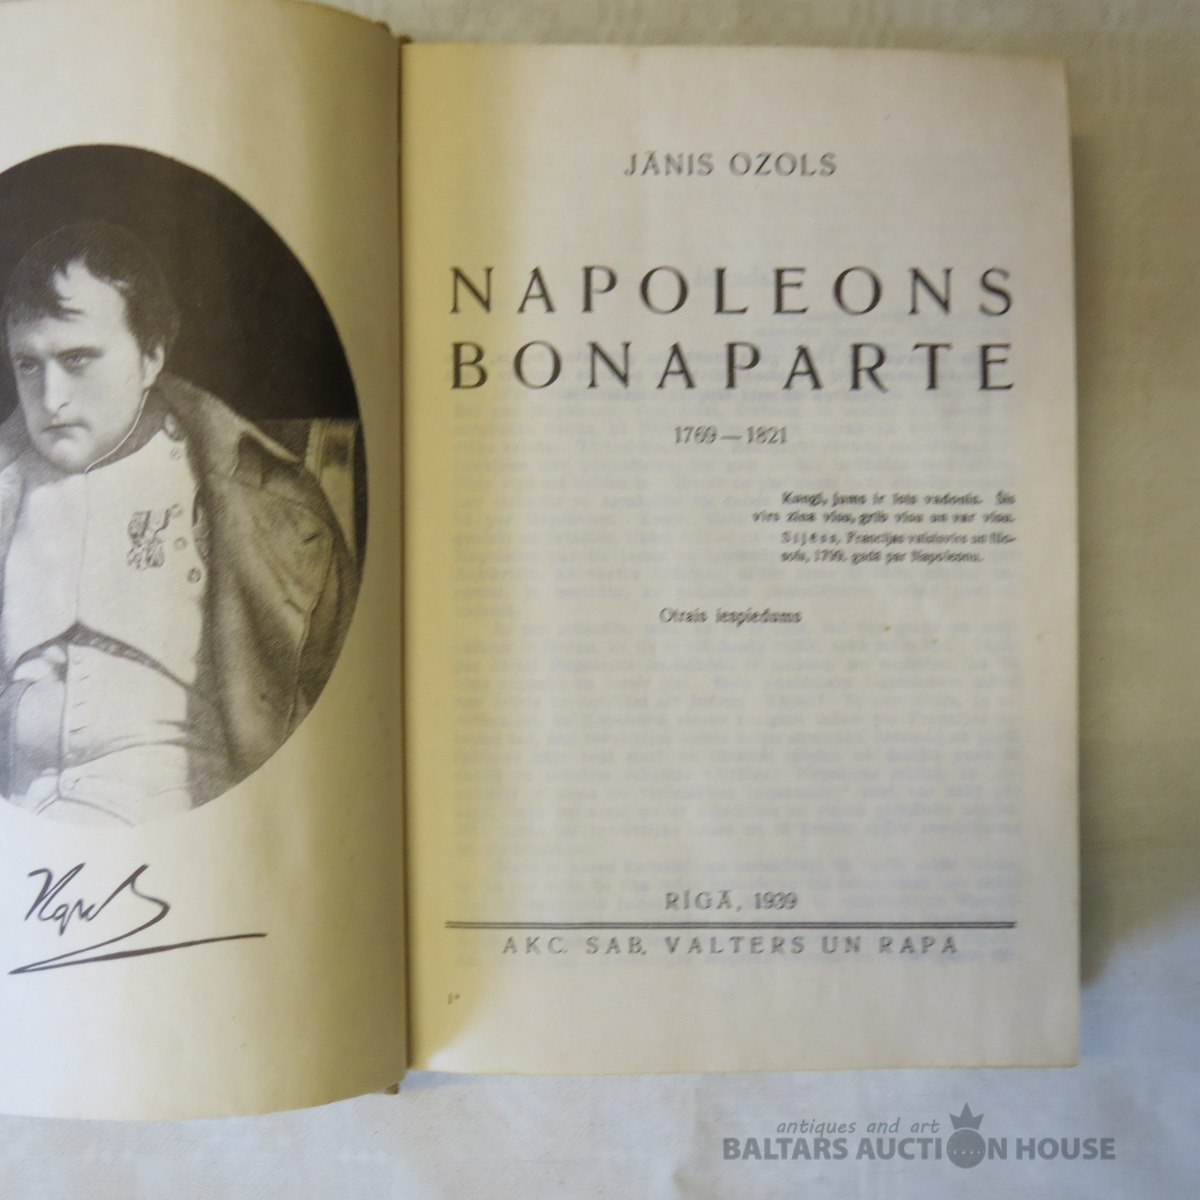 JĀNIS OZOLS
NAPOLEONS
BONAPARTE
1769—1821
Kungi, jums ir īsts vadonis. Šis
vīrs zina visu, grib visu un var visu.
Sijēss, Francijas valstsvīrs un filo-
sofs, 1799. gadā par Napoleonu.
Otrais iespiedums
RĪGĀ, 1939
AKC. SAB. VALTERS UN RAPA
1*
antiques and art
BALTARS AUCTION HOUSE